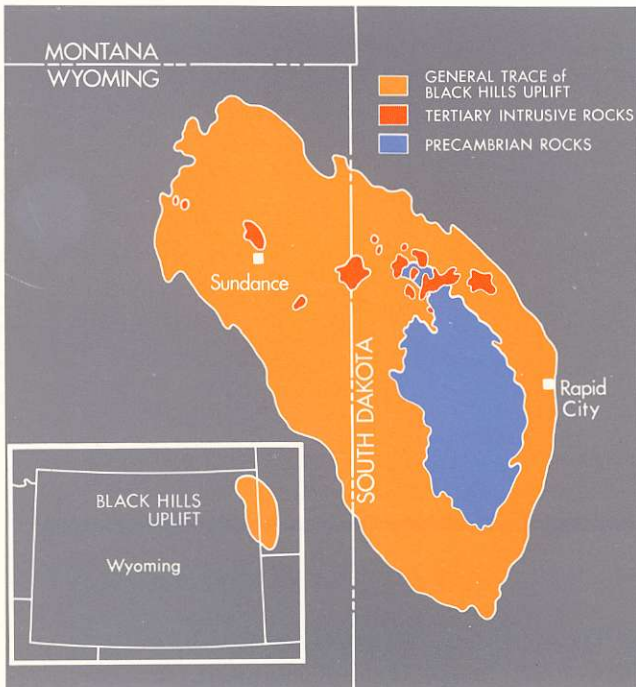 MONTANA
WYOMING
GENERAL TRACE of
BLACK HILLS UPLIFT
TERTIARY INTRUSIVE ROCKS
PRECAMBRIAN ROCKS
Sundance
SOUTH DAKOTA
Rapid
City
BLACK HILLS
UPLIFT
Wyoming